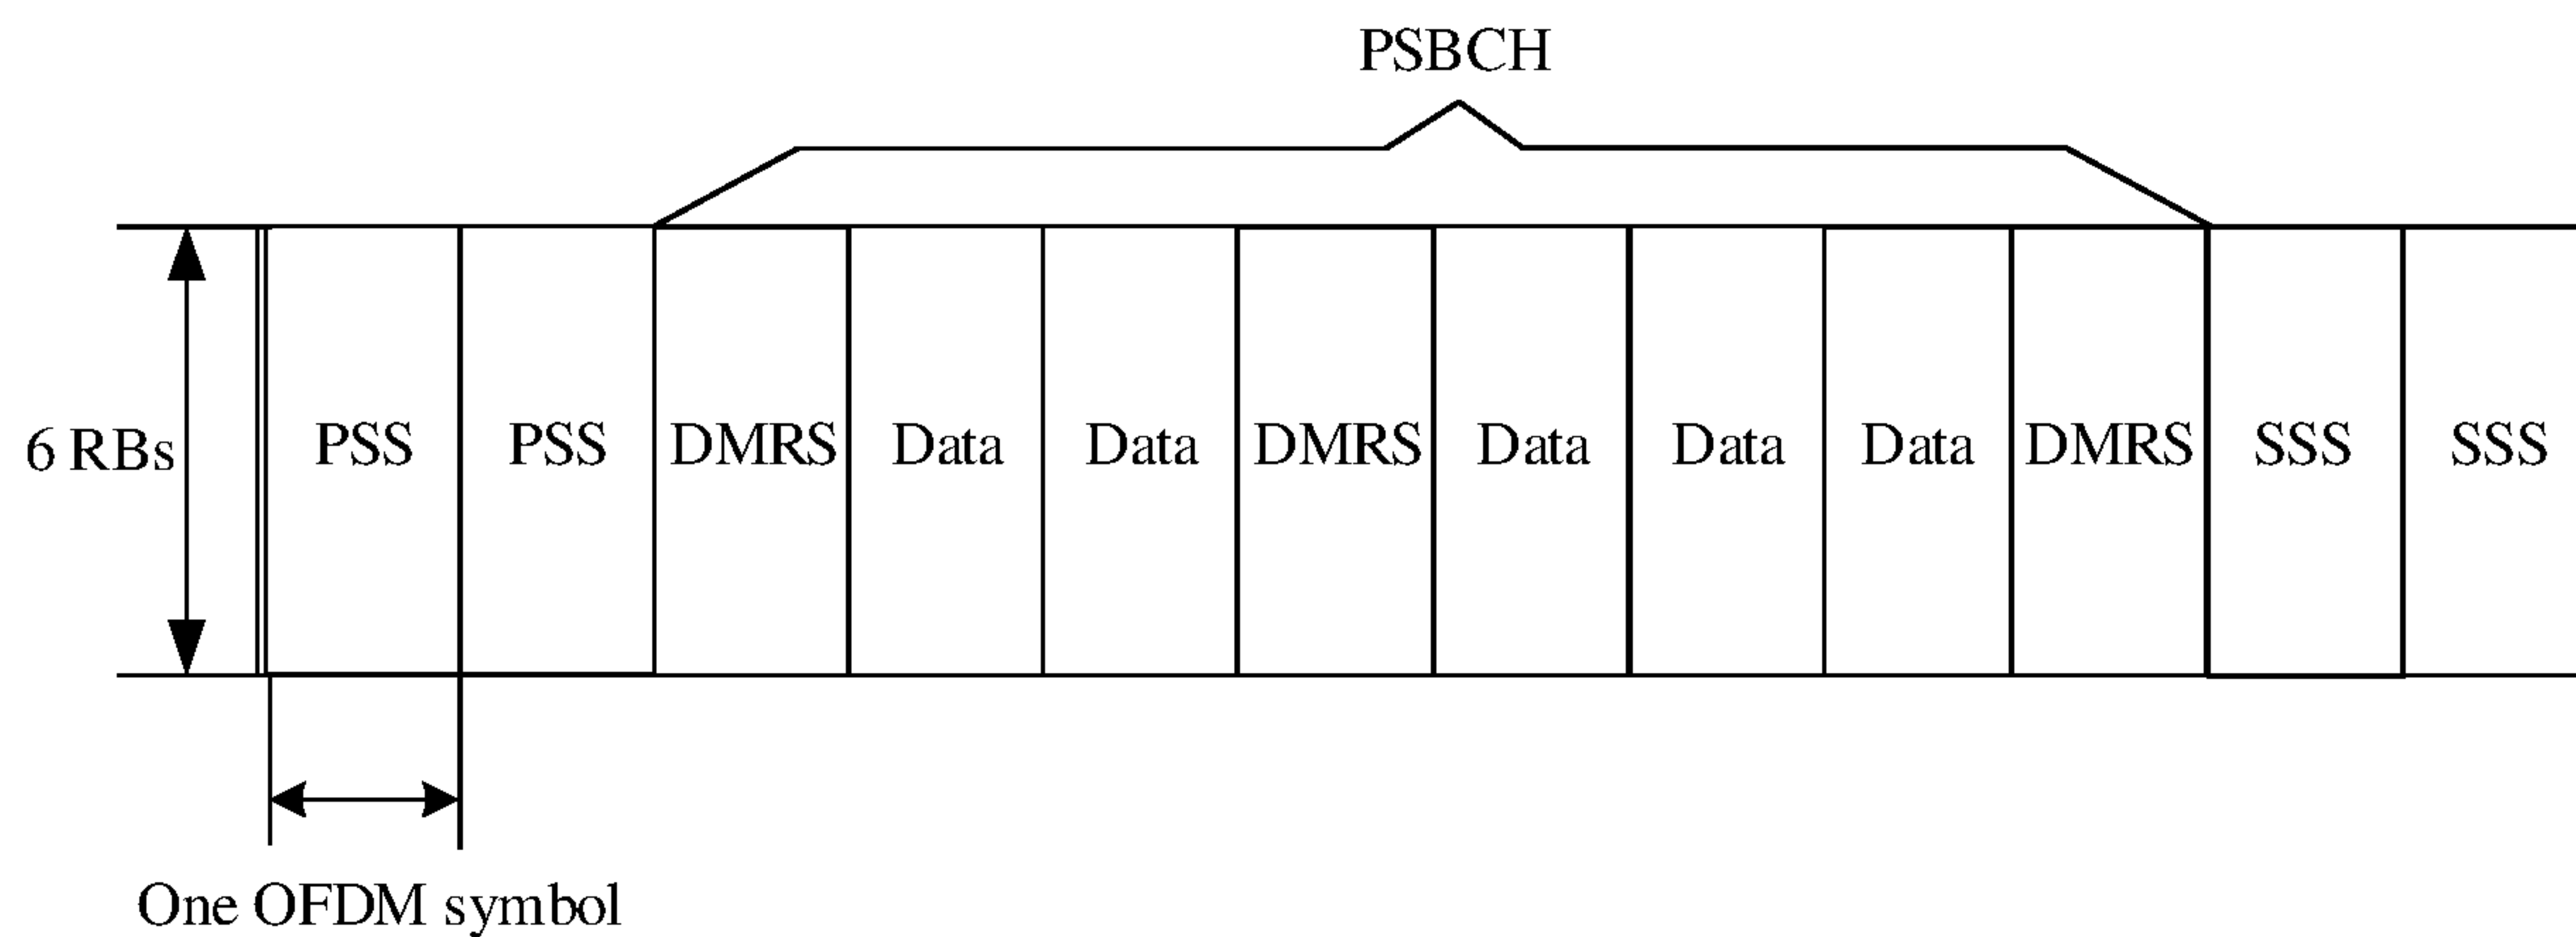 PSBCH
6 RBs PSS PSS DMRS Data Data DMRS Data Data Data DMRS SSS SSS
One OFDM symbol